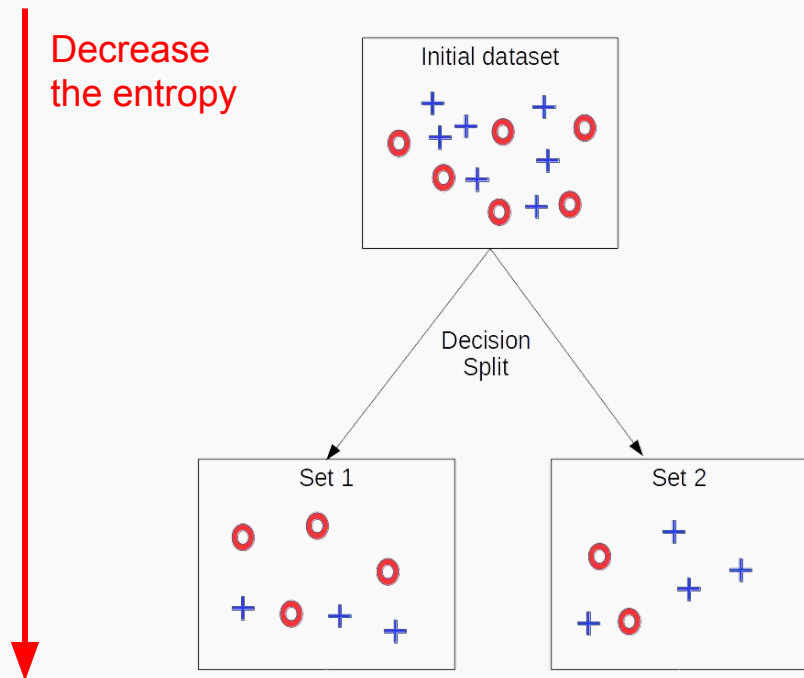 Decrease
the entropy
Initial dataset
Decision
Split
Set 1
Set 2